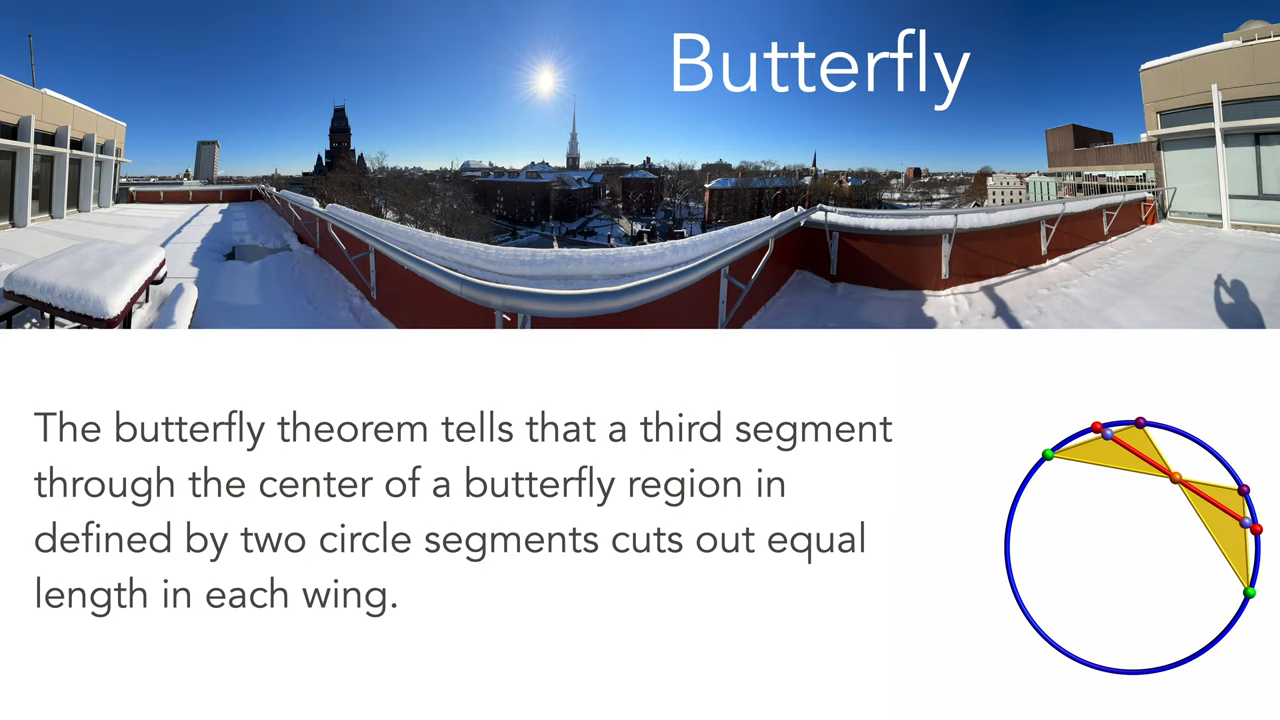 Butterfly
The butterfly theorem tells that a third segment
through the center of a butterfly region in
defined by two circle segments cuts out equal
length in each wing.